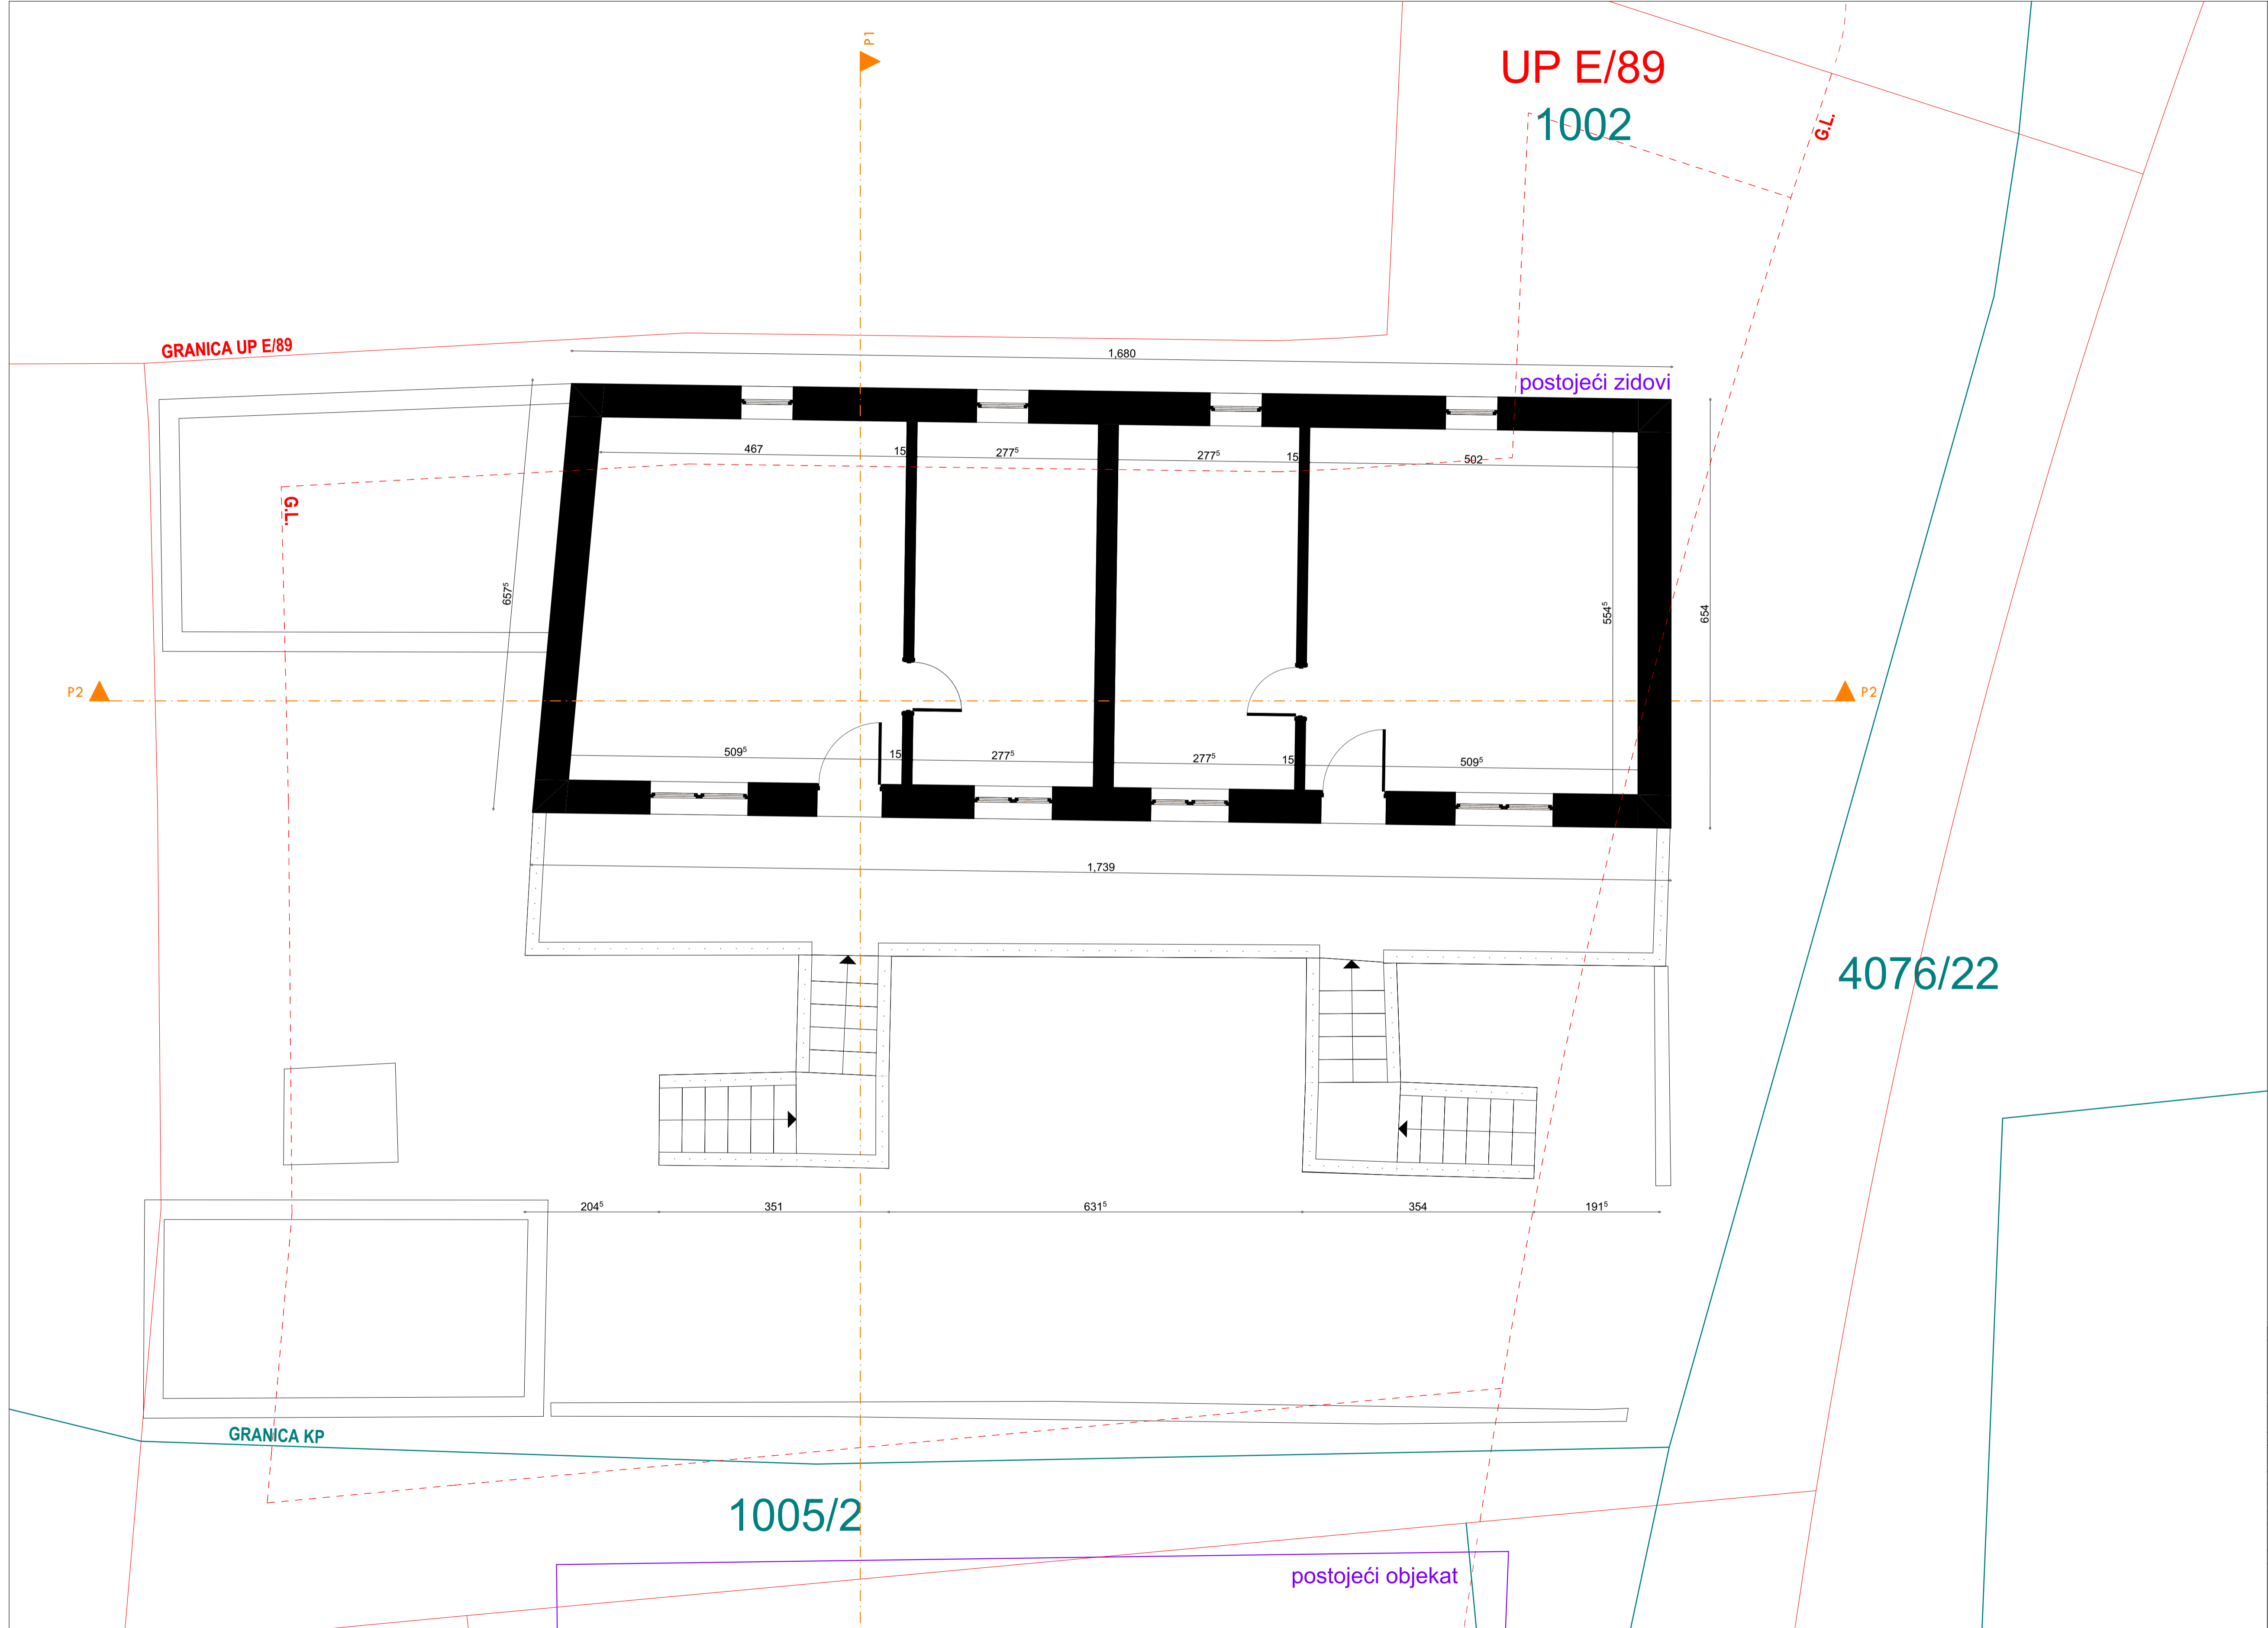 P1
UP E/89
1002
G.L.
GRANICA UP E/89
1,680
postojeći zidovi
467
15
277⁵
277⁵
15
502
G.L.
657⁵
554⁵
654
P2
P2
509⁵
15
277⁵
277⁵
15
509⁵
1,739
4076/22
204⁵
351
631⁵
354
191⁵
GRANICA KP
1005/2
postojeći objekat